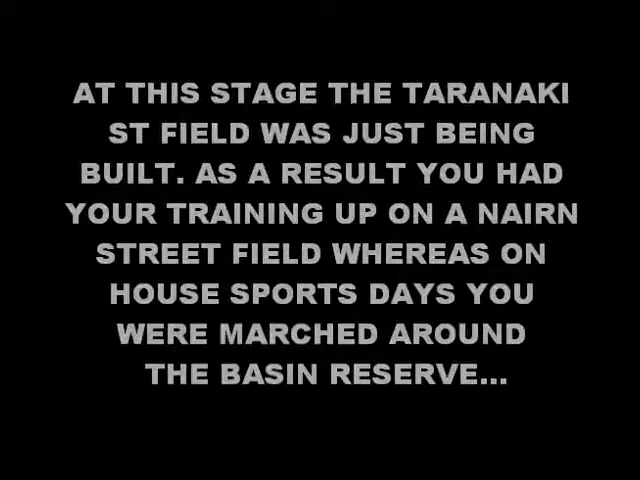 AT THIS STAGE THE TARANAKI
ST FIELD WAS JUST BEING
BUILT. AS A RESULT YOU HAD
YOUR TRAINING UP ON A NAIRN
STREET FIELD WHEREAS ON
HOUSE SPORTS DAYS YOU
WERE MARCHED AROUND
THE BASIN RESERVE...